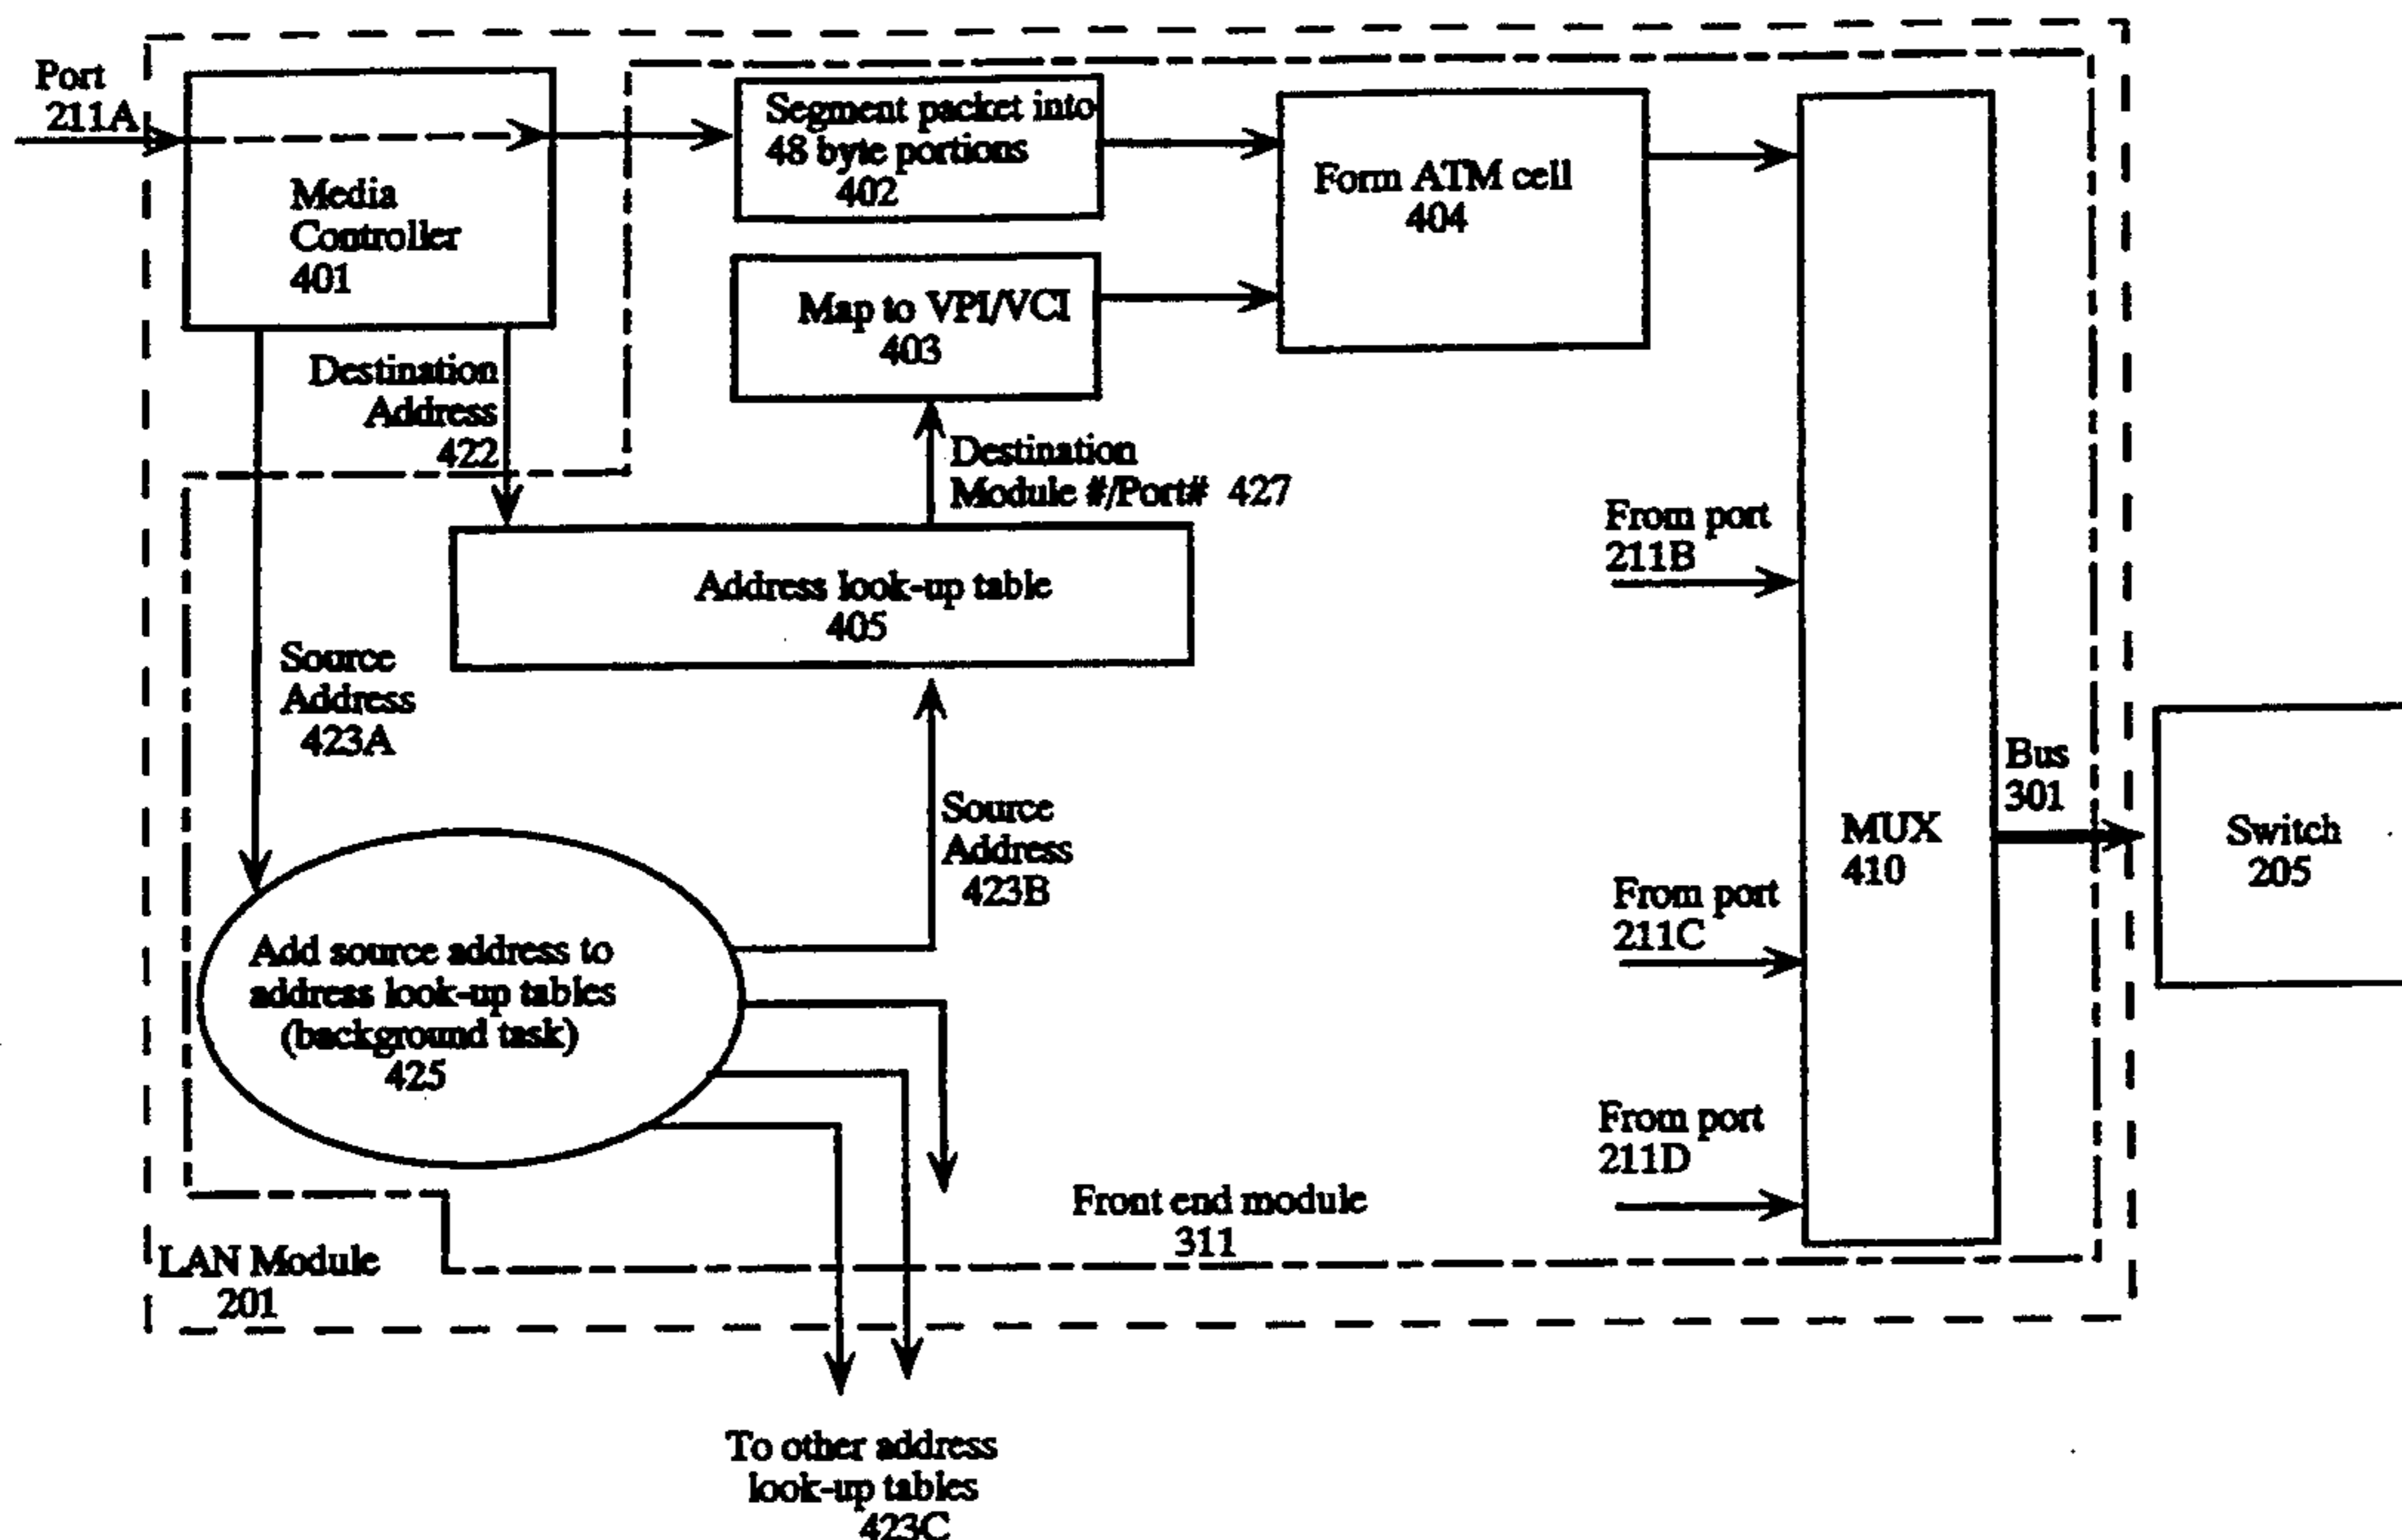 Port
211A
Media
Controller
401
Segment packet into
48 byte portions
402
Form ATM cell
404
Map to VPI/VCI
403
Destination
Address
422
Destination
Module #/Port# 427
From port
211B
Address look-up table
405
Source
Address
423A
Source
Address
423B
Bus
301
MUX
410
Switch
205
From port
211C
Add source address to
address look-up tables
(background task)
425
From port
211D
Front end module
311
LAN Module
201
To other address
look-up tables
423C